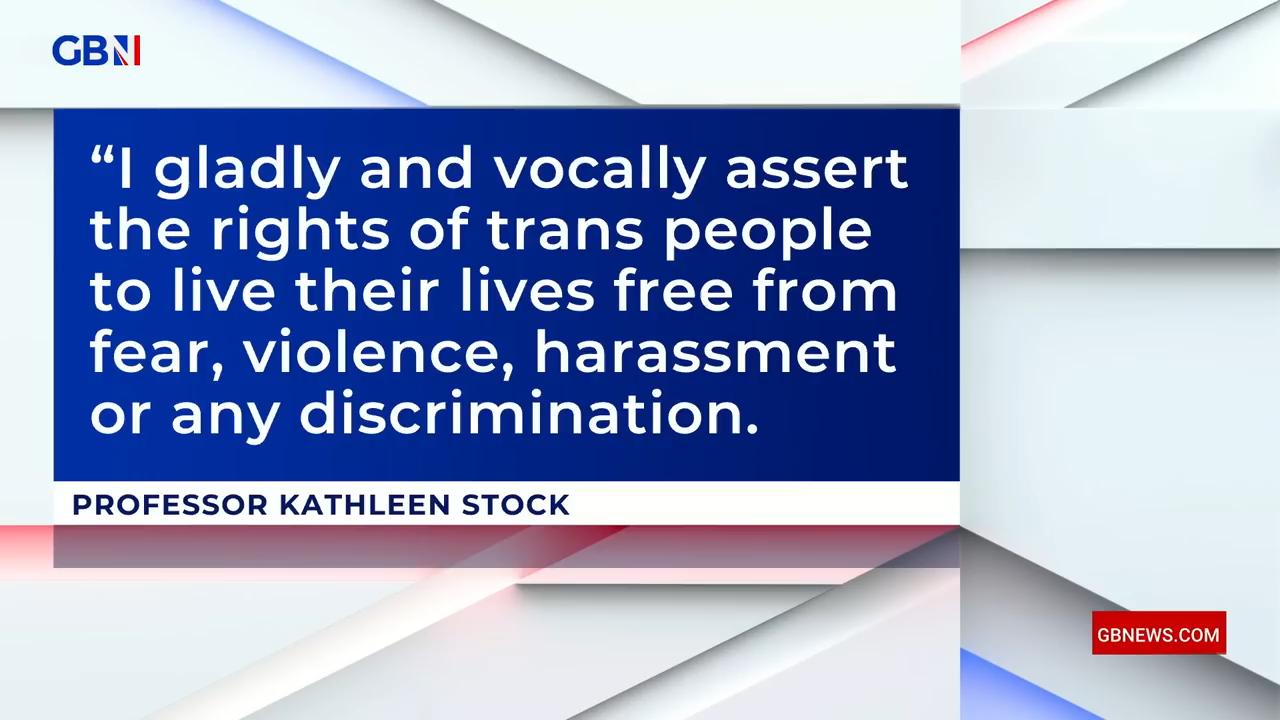 GBN
“I gladly and vocally assert
the rights of trans people
to live their lives free from
fear, violence, harassment
or any discrimination.
PROFESSOR KATHLEEN STOCK
GBNEWS.COM